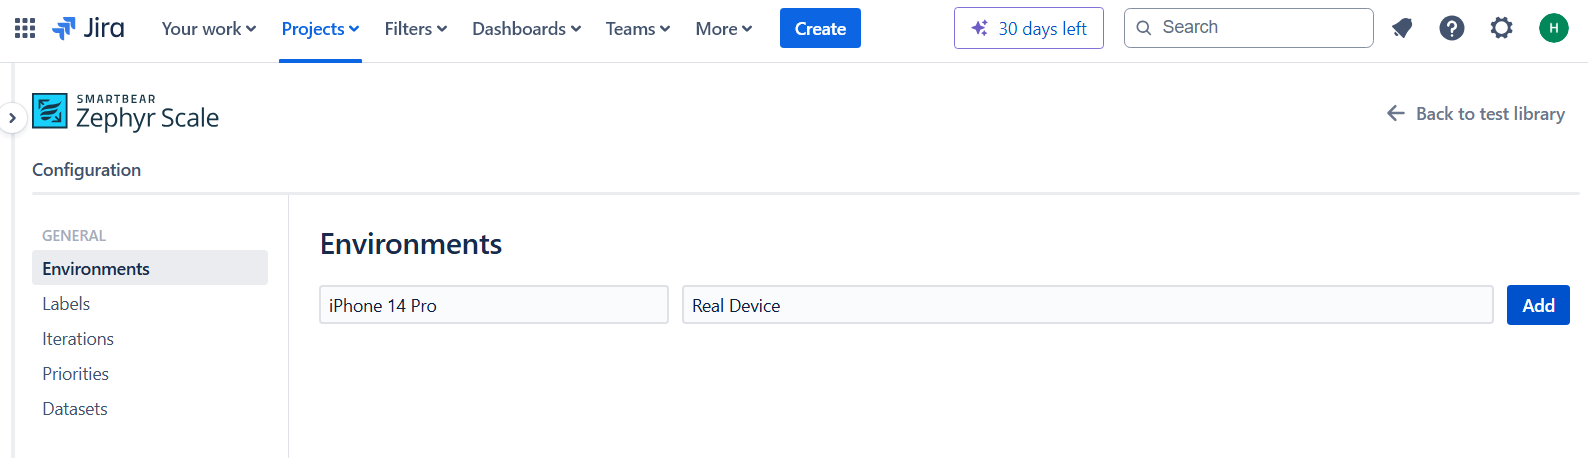 Jira Your work Projects Filters Dashboards Teams More Create 30 days left Search H
SMARTBEAR
Zephyr Scale
Back to test library
Configuration
GENERAL
Environments
Labels
Iterations
Priorities
Datasets
Environments
iPhone 14 Pro Real Device Add